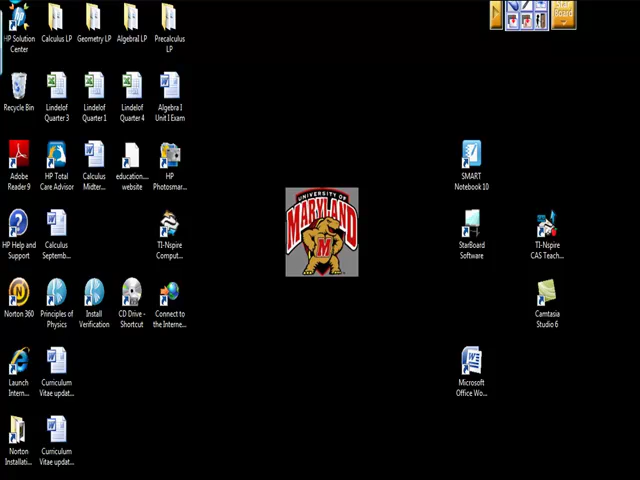 HP Solution
Center
Calculus LP
Geometry LP
Algebra LP
Precalculus
LP
Star
Board
Recycle Bin
Lindelof
Quarter 3
Lindelof
Quarter 1
Lindelof
Quarter 4
Algebra I
Unit I Exam
Adobe
Reader 9
HP Total
Care Advisor
Calculus
Midter...
education....
website
HP
Photosmar...
SMART
Notebook 10
UNIVERSITY OF
MARYLAND
M
HP Help and
Support
Calculus
Septemb...
TI-Nspire
Comput...
StarBoard
Software
TI-Nspire
CAS Teach...
Norton 360
Principles of
Physics
Install
Verification
CD Drive -
Shortcut
Connect to
the Interne...
Camtasia
Studio 6
Launch
Intern...
Curriculum
Vitae updat...
Microsoft
Office Wo...
Norton
Installati...
Curriculum
Vitae updat...